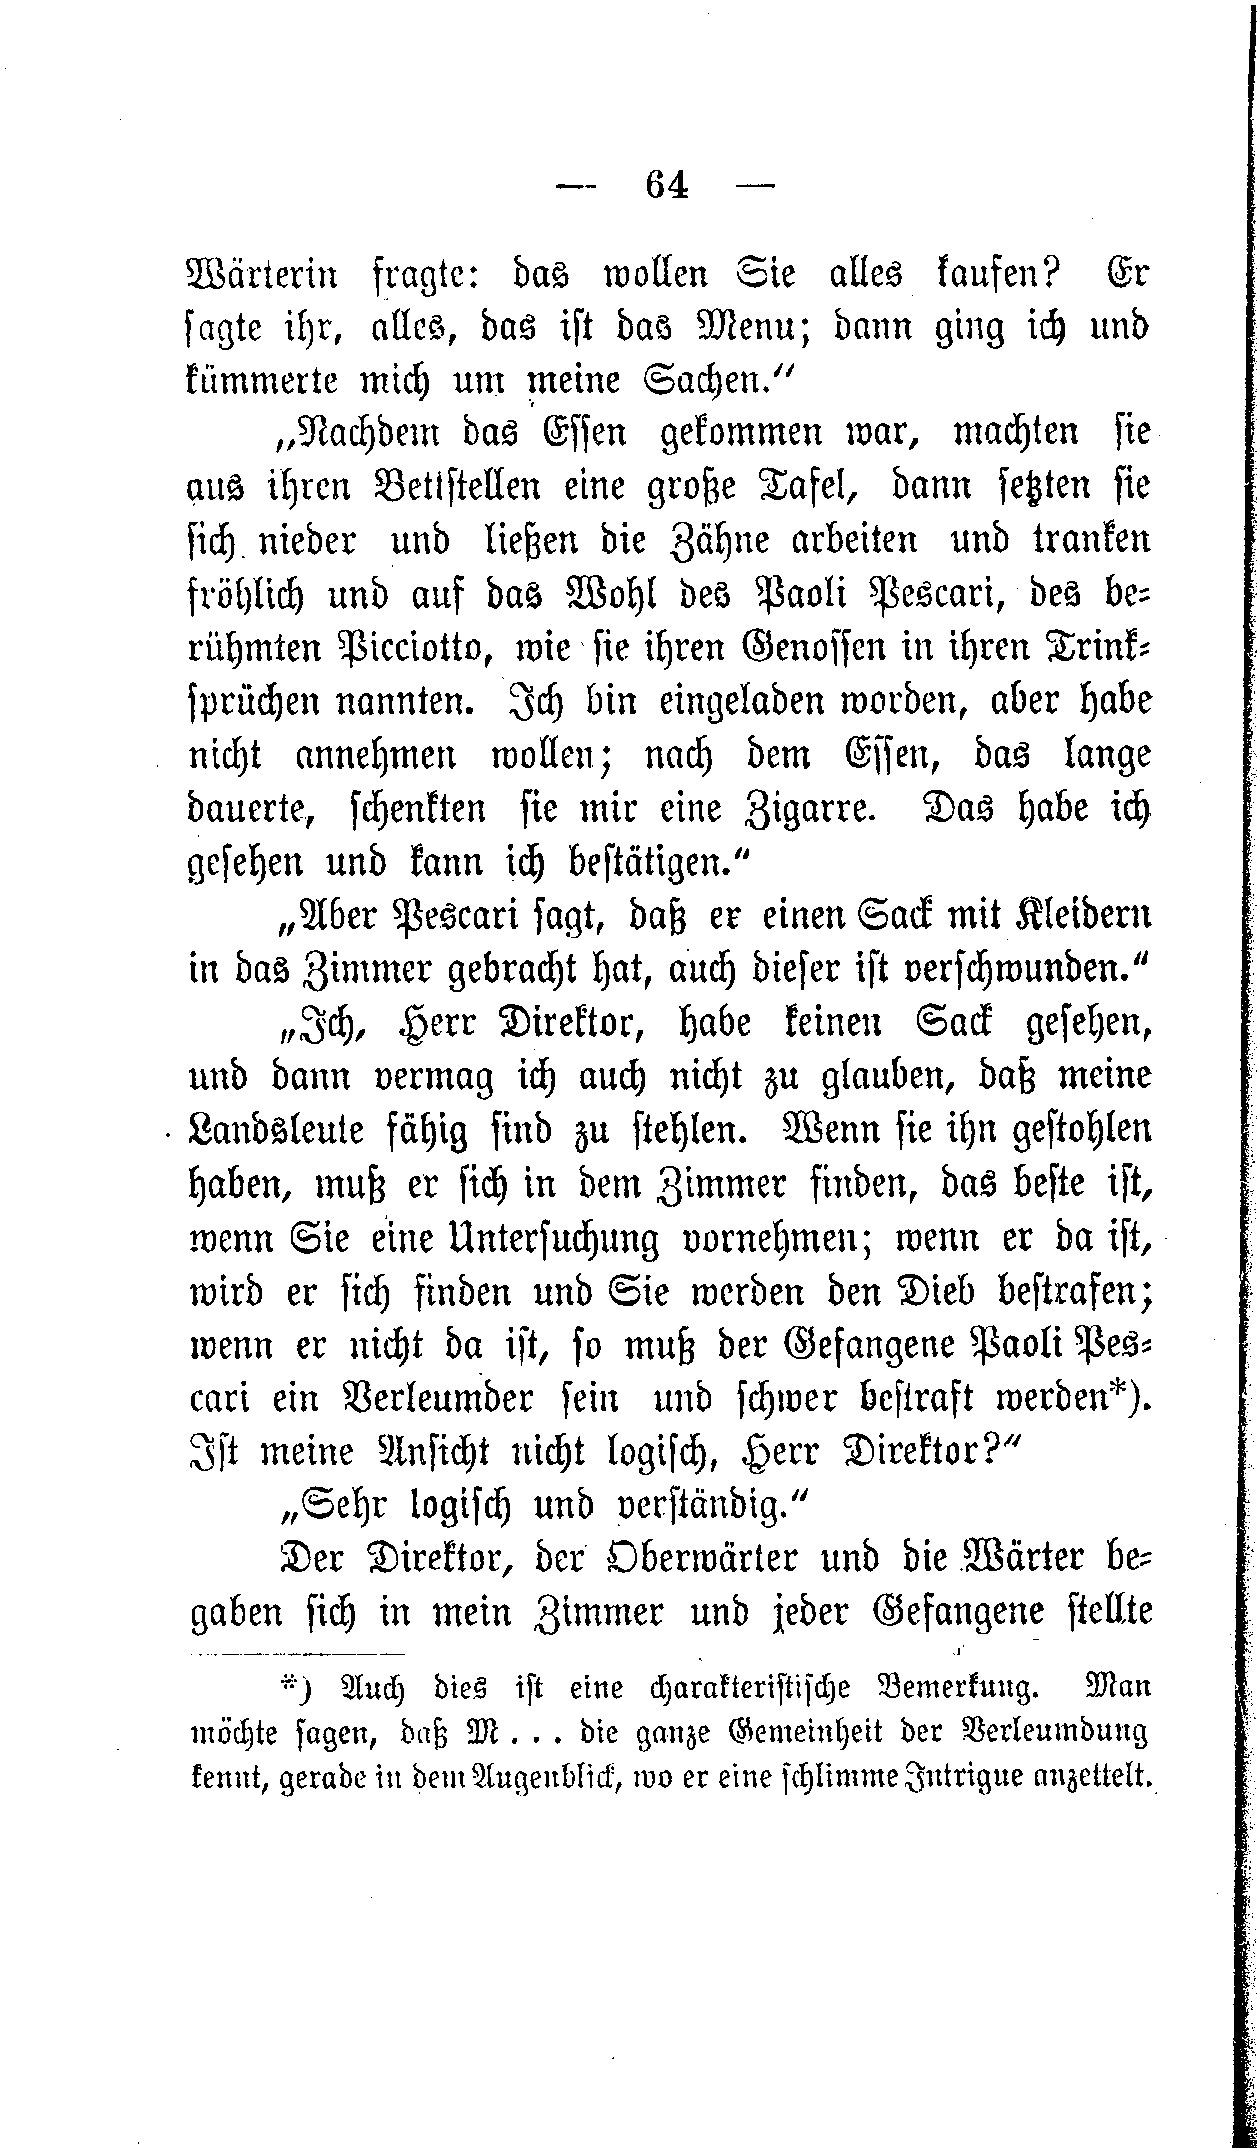 — 64 —
Wärterin fragte: das wollen Sie alles kaufen? Er
sagte ihr, alles, das ist das Menu; dann ging ich und
kümmerte mich um meine Sachen.“
„Nachdem das Essen gekommen war, machten sie
aus ihren Bettstellen eine große Tafel, dann setzten sie
sich nieder und ließen die Zähne arbeiten und tranken
fröhlich und auf das Wohl des Paoli Pescari, des be-
rühmten Picciotto, wie sie ihren Genossen in ihren Trink-
sprüchen nannten. Ich bin eingeladen worden, aber habe
nicht annehmen wollen; nach dem Essen, das lange
dauerte, schenkten sie mir eine Zigarre. Das habe ich
gesehen und kann ich bestätigen.“
„Aber Pescari sagt, daß er einen Sack mit Kleidern
in das Zimmer gebracht hat, auch dieser ist verschwunden.“
„Ich, Herr Direktor, habe keinen Sack gesehen,
und dann vermag ich auch nicht zu glauben, daß meine
Landsleute fähig sind zu stehlen. Wenn sie ihn gestohlen
haben, muß er sich in dem Zimmer finden, das beste ist,
wenn Sie eine Untersuchung vornehmen; wenn er da ist,
wird er sich finden und Sie werden den Dieb bestrafen;
wenn er nicht da ist, so muß der Gefangene Paoli Pes-
cari ein Verleumder sein und schwer bestraft werden*).
Ist meine Ansicht nicht logisch, Herr Direktor?“
„Sehr logisch und verständig.“
Der Direktor, der Oberwärter und die Wärter be-
gaben sich in mein Zimmer und jeder Gefangene stellte
*) Auch dies ist eine charakteristische Bemerkung. Man
möchte sagen, daß M... die ganze Gemeinheit der Verleumdung
kennt, gerade in dem Augenblick, wo er eine schlimme Intrigue anzettelt.